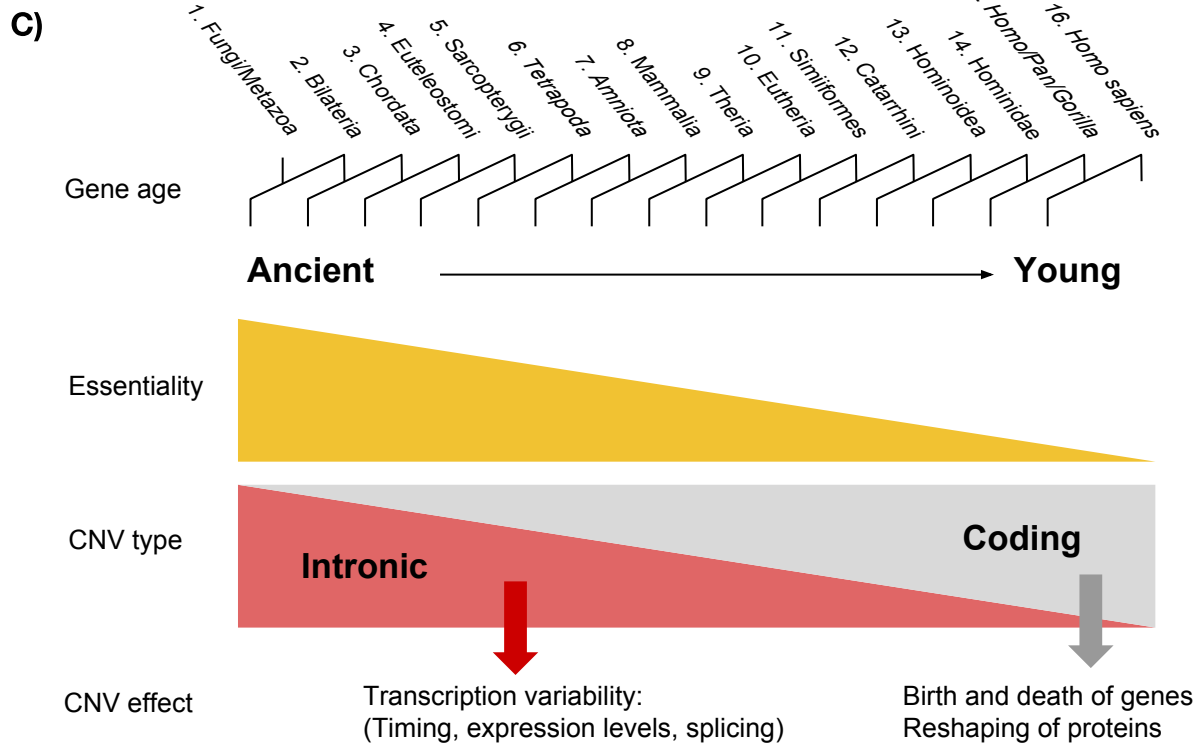 C)
1. Fungi/Metazoa
2. Bilateria
3. Chordata
4. Euteleostomi
5. Sarcopterygii
6. Tetrapoda
7. Amniota
8. Mammalia
9. Theria
10. Eutheria
11. Simiiformes
12. Catarrhini
13. Hominoidea
14. Hominidae
Homo/Pan/Gorilla
16. Homo sapiens
Gene age
Ancient
Young
Essentiality
CNV type
Intronic
Coding
CNV effect
Transcription variability:
(Timing, expression levels, splicing)
Birth and death of genes
Reshaping of proteins